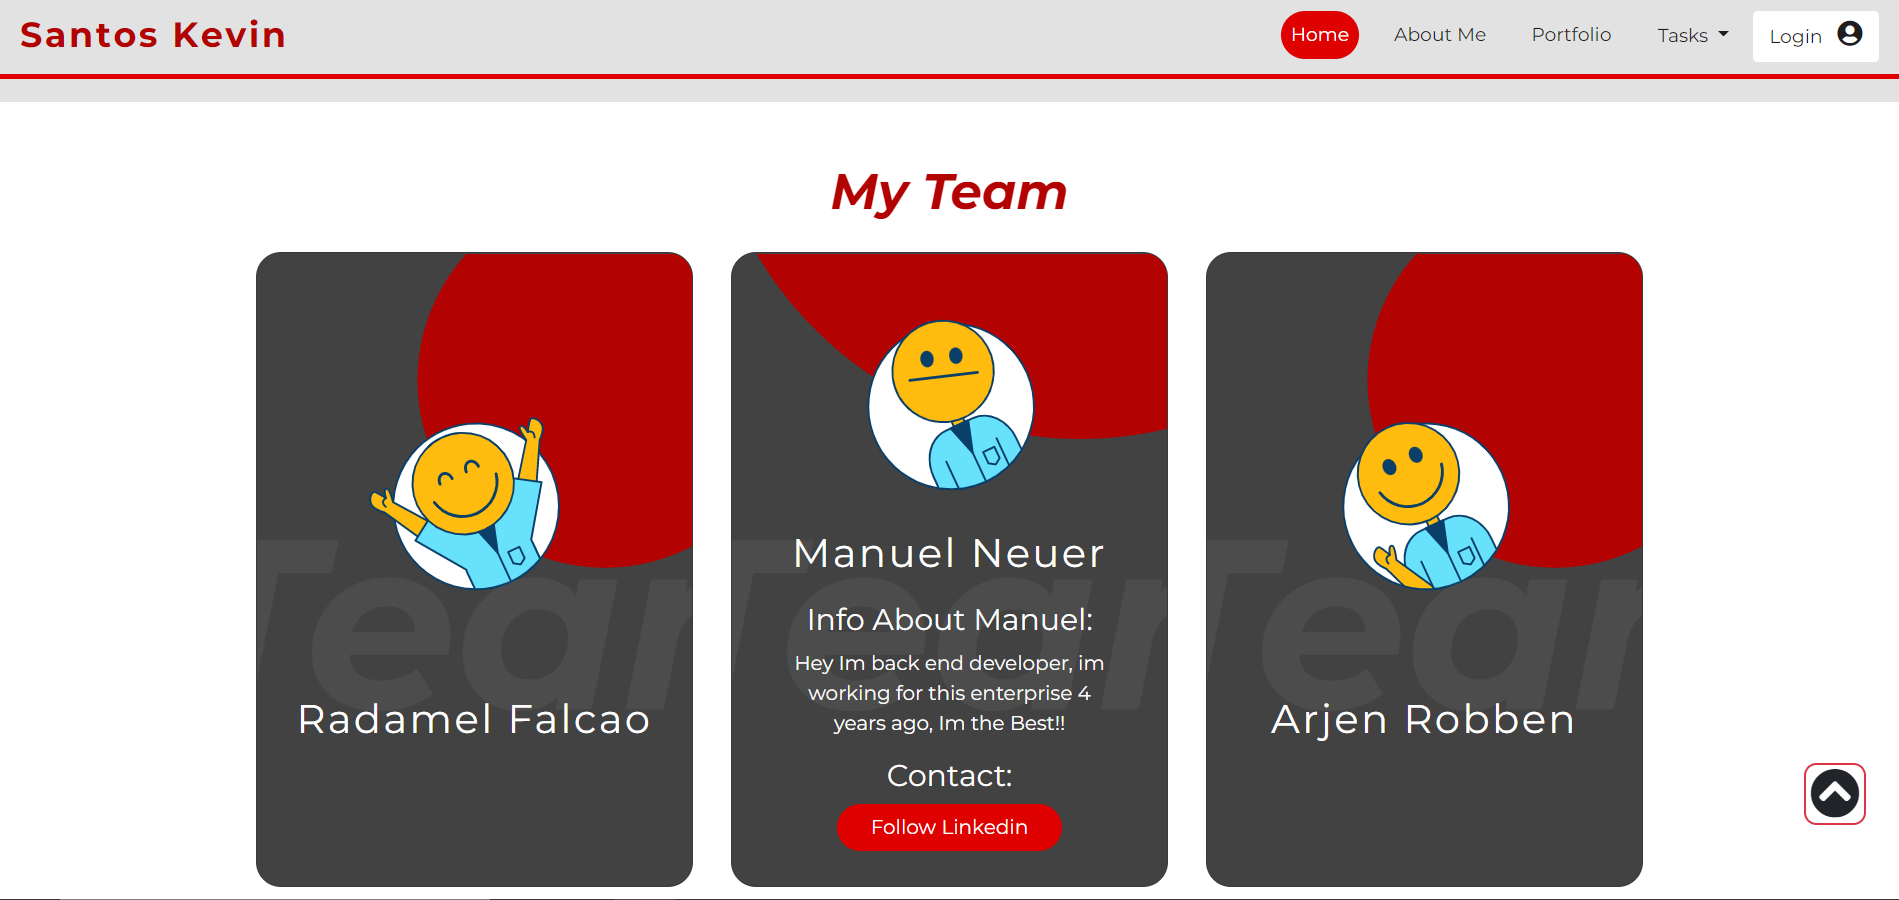 Santos Kevin
Home
About Me
Portfolio
Tasks
Login
My Team
Team
Radamel Falcao
Team
Manuel Neuer
Info About Manuel:
Hey Im back end developer, im
working for this enterprise 4
years ago, Im the Best!!
Contact:
Follow Linkedin
Team
Arjen Robben